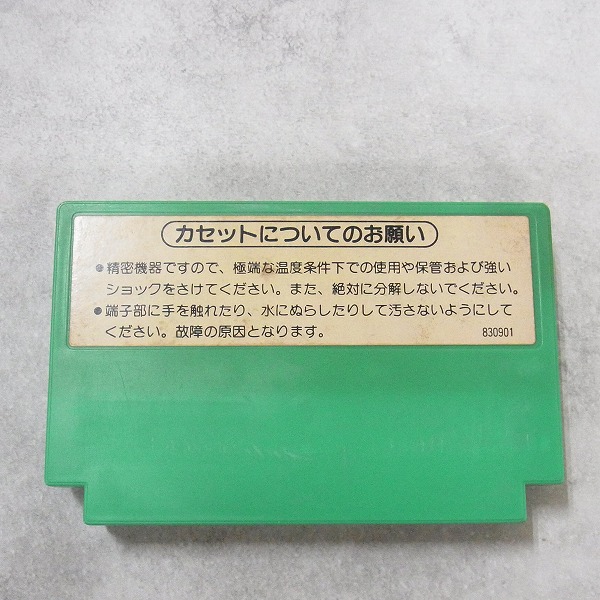 カセットについてのお願い
●精密機器ですので、極端な温度条件下での使用や保管および強い
ショックをさけてください。また、絶対に分解しないでください。
●端子部に手を触れたり、水にぬらしたりして汚さないようにして
ください。故障の原因となります。
830901